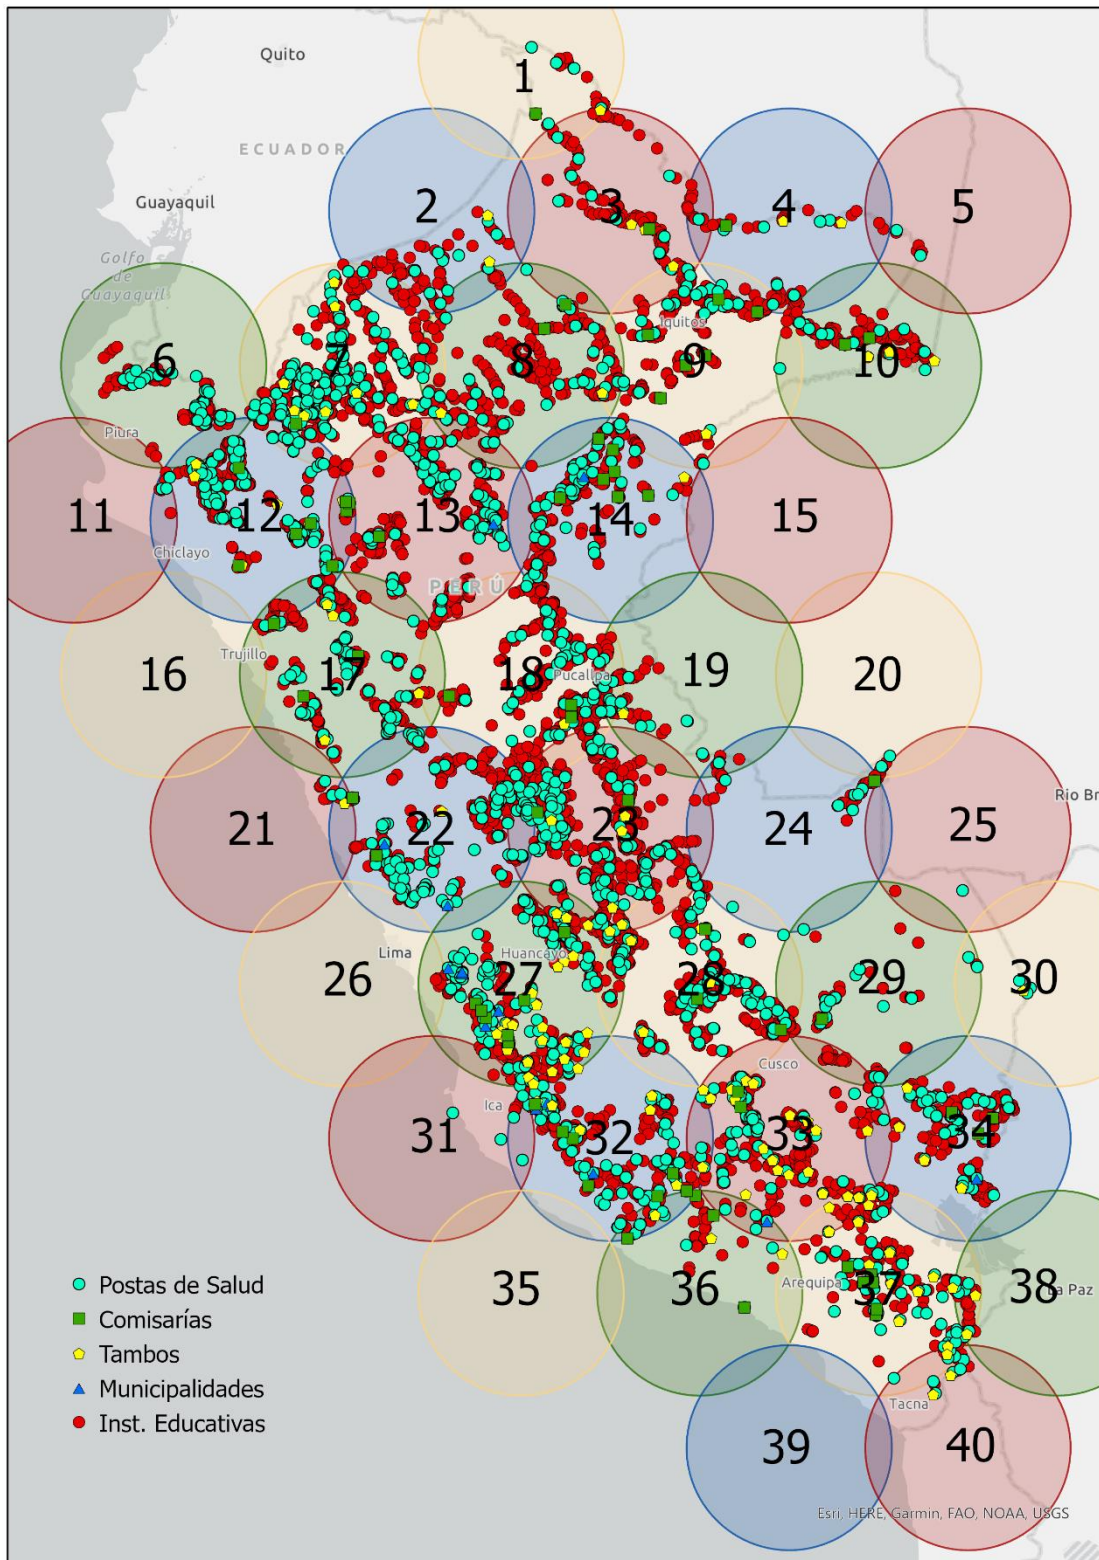 Quito
1
ECUADOR
2
3
4
5
Guayaquil
Golfo
de
Guayaquil
Iquitos
6
7
8
9
10
Piura
11
12
13
14
15
Chiclayo
PERÚ
16
Trujillo
17
18
Pucallpa
19
20
21
22
23
24
25
Rio Br
Lima
Huancayo
26
27
28
29
30
Cusco
Ica
31
32
33
34
35
36
Arequipa
37
38
La Paz
Postas de Salud
Comisarías
Tambos
Municipalidades
Inst. Educativas
Tacna
39
40
Esri, HERE, Garmin, FAO, NOAA, USGS